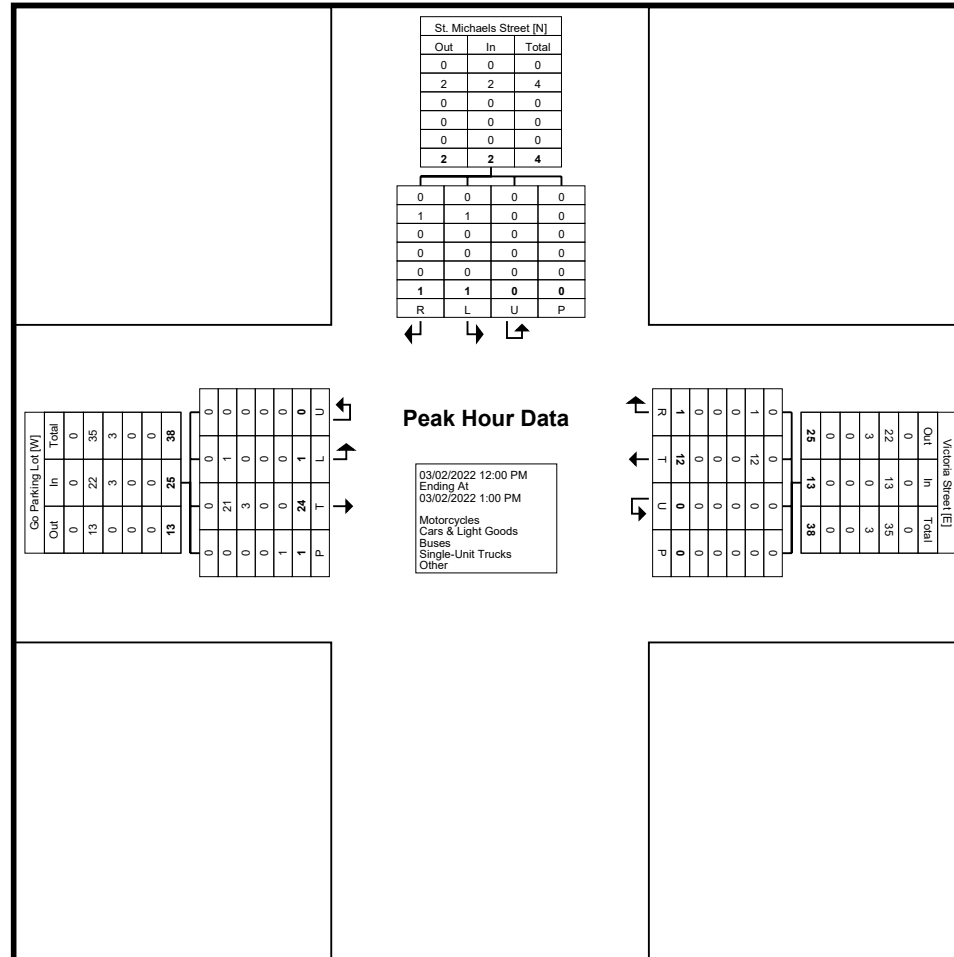 St. Michaels Street [N]
Out In Total
0 0 0
2 2 4
0 0 0
0 0 0
0 0 0
2 2 4
0 0 0 0
1 1 0 0
0 0 0 0
0 0 0 0
0 0 0 0
1 1 0 0
R L U P
Go Parking Lot [W]
Out In Total
0 0 0
13 22 35
0 3 3
0 0 0
0 0 0
13 25 38
0 0 0 0
0 21 1 0
0 3 0 0
0 0 0 0
1 0 0 0
1 24 1 0
P T L U
Peak Hour Data
03/02/2022 12:00 PM
Ending At
03/02/2022 1:00 PM
Motorcycles
Cars & Light Goods
Buses
Single-Unit Trucks
Other
Victoria Street [E]
Out In Total
0 0 0
22 13 35
3 0 3
0 0 0
0 0 0
25 13 38
0 0 0 0
1 12 0 0
0 0 0 0
0 0 0 0
0 0 0 0
1 12 0 0
R T U P